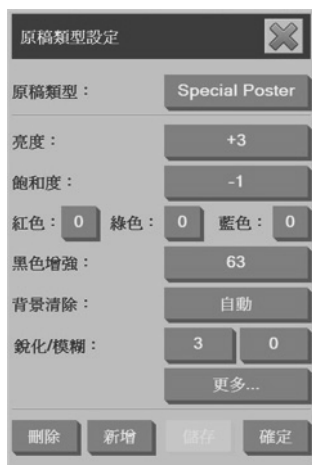 原稿類型設定
原稿類型： Special Poster
亮度： +3
飽和度： -1
紅色： 0 綠色： 0 藍色： 0
黑色增強： 63
背景清除： 自動
銳化/模糊： 3 0
更多...
刪除 新增 儲存 確定